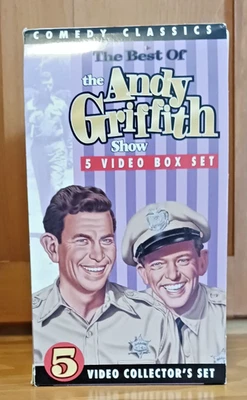 COMEDY CLASSICS
The Best Of
the
Andy
Griffith
Show
5 VIDEO BOX SET
5 VIDEO COLLECTOR'S SET